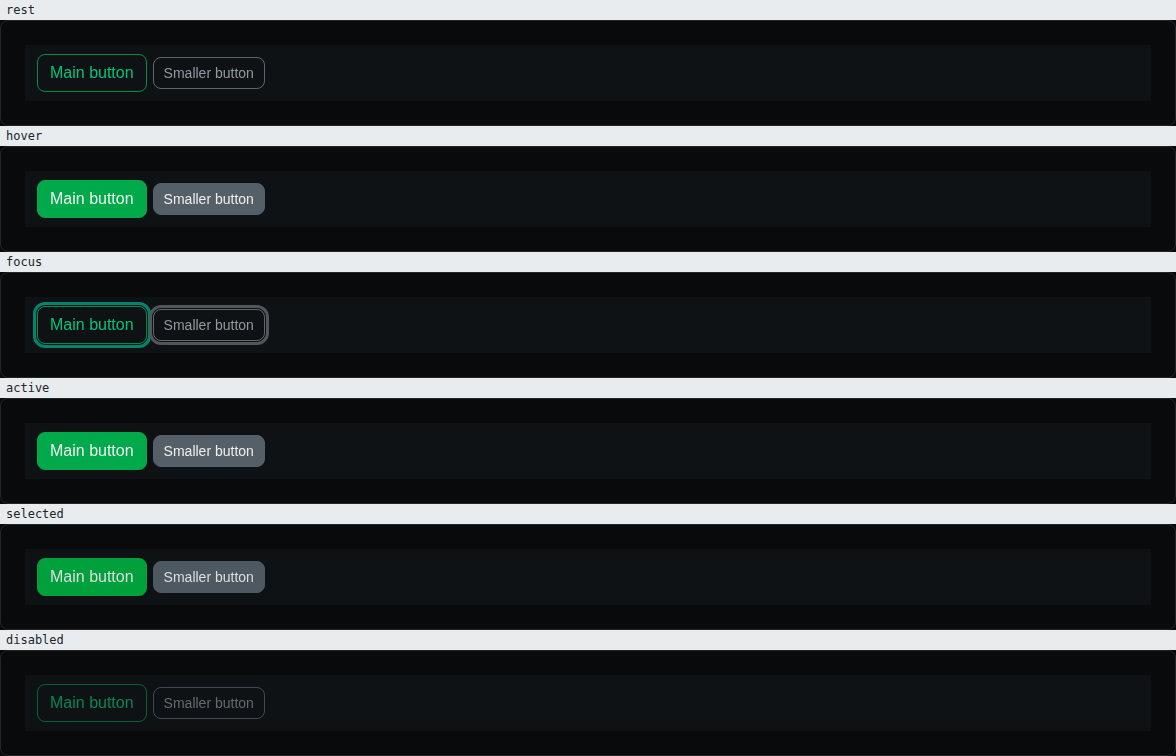 rest
Main button Smaller button
hover
Main button Smaller button
focus
Main button Smaller button
active
Main button Smaller button
selected
Main button Smaller button
disabled
Main button Smaller button